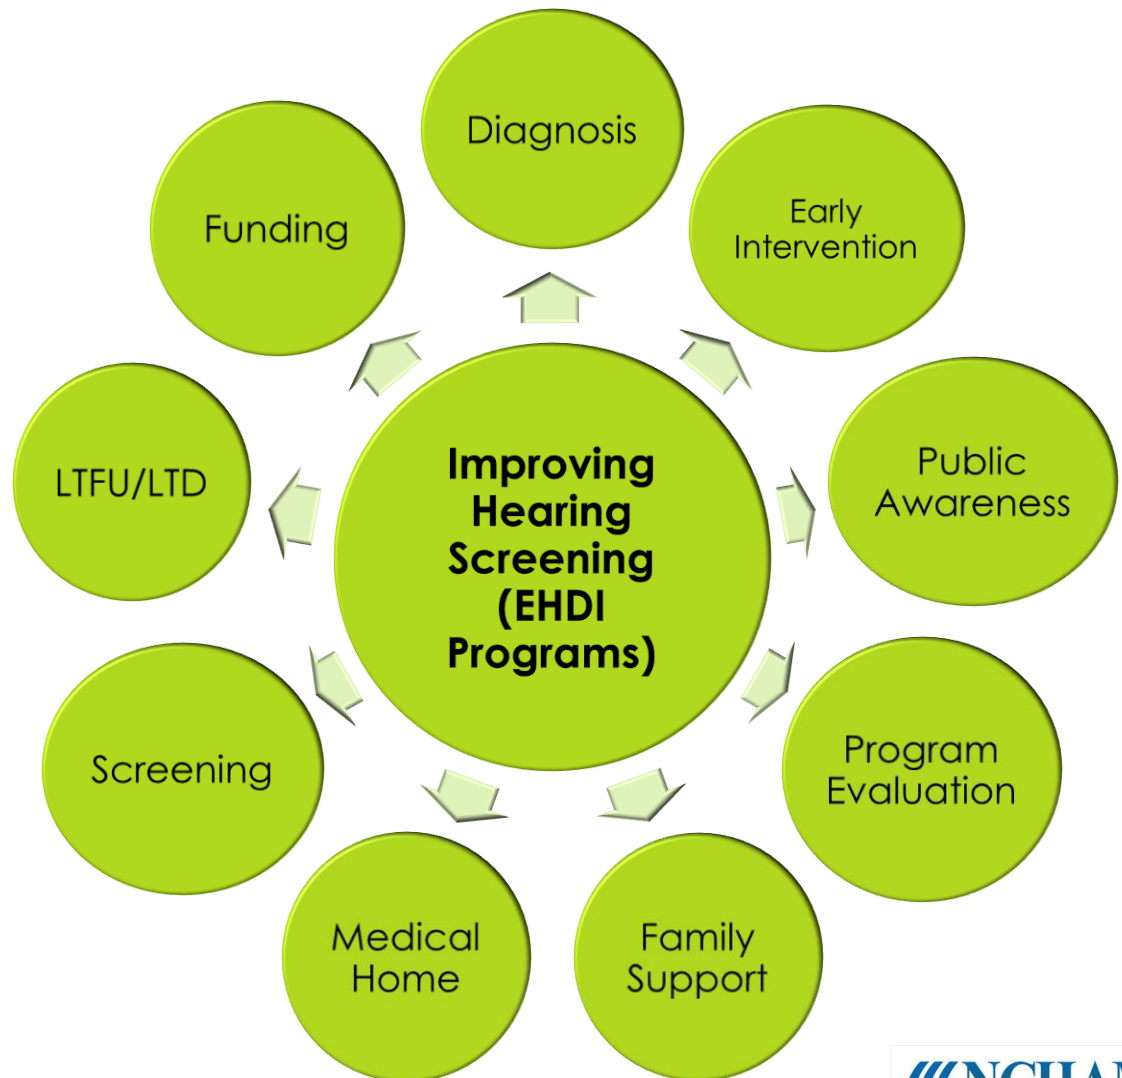 Diagnosis
Early
Intervention
Public
Awareness
Program
Evaluation
Family
Support
Medical
Home
Screening
LTFU/LTD
Funding
Improving
Hearing
Screening
(EHDI
Programs)